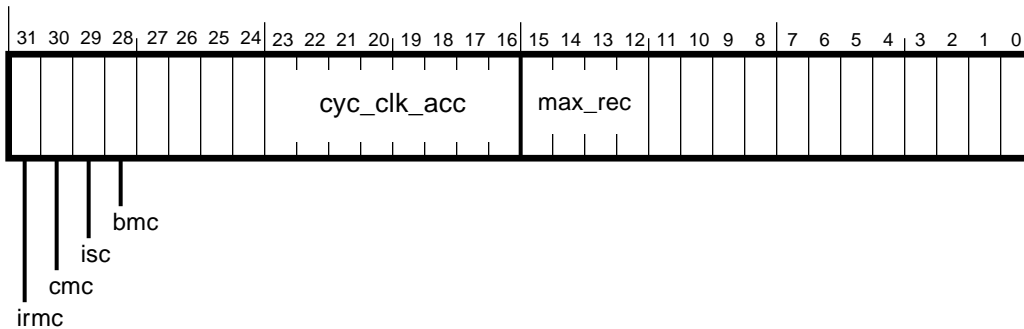 31 30 29 28 27 26 25 24 23 22 21 20 19 18 17 16 15 14 13 12 11 10 9 8 7 6 5 4 3 2 1 0
cyc_clk_acc max_rec
bmc
isc
cmc
irmc